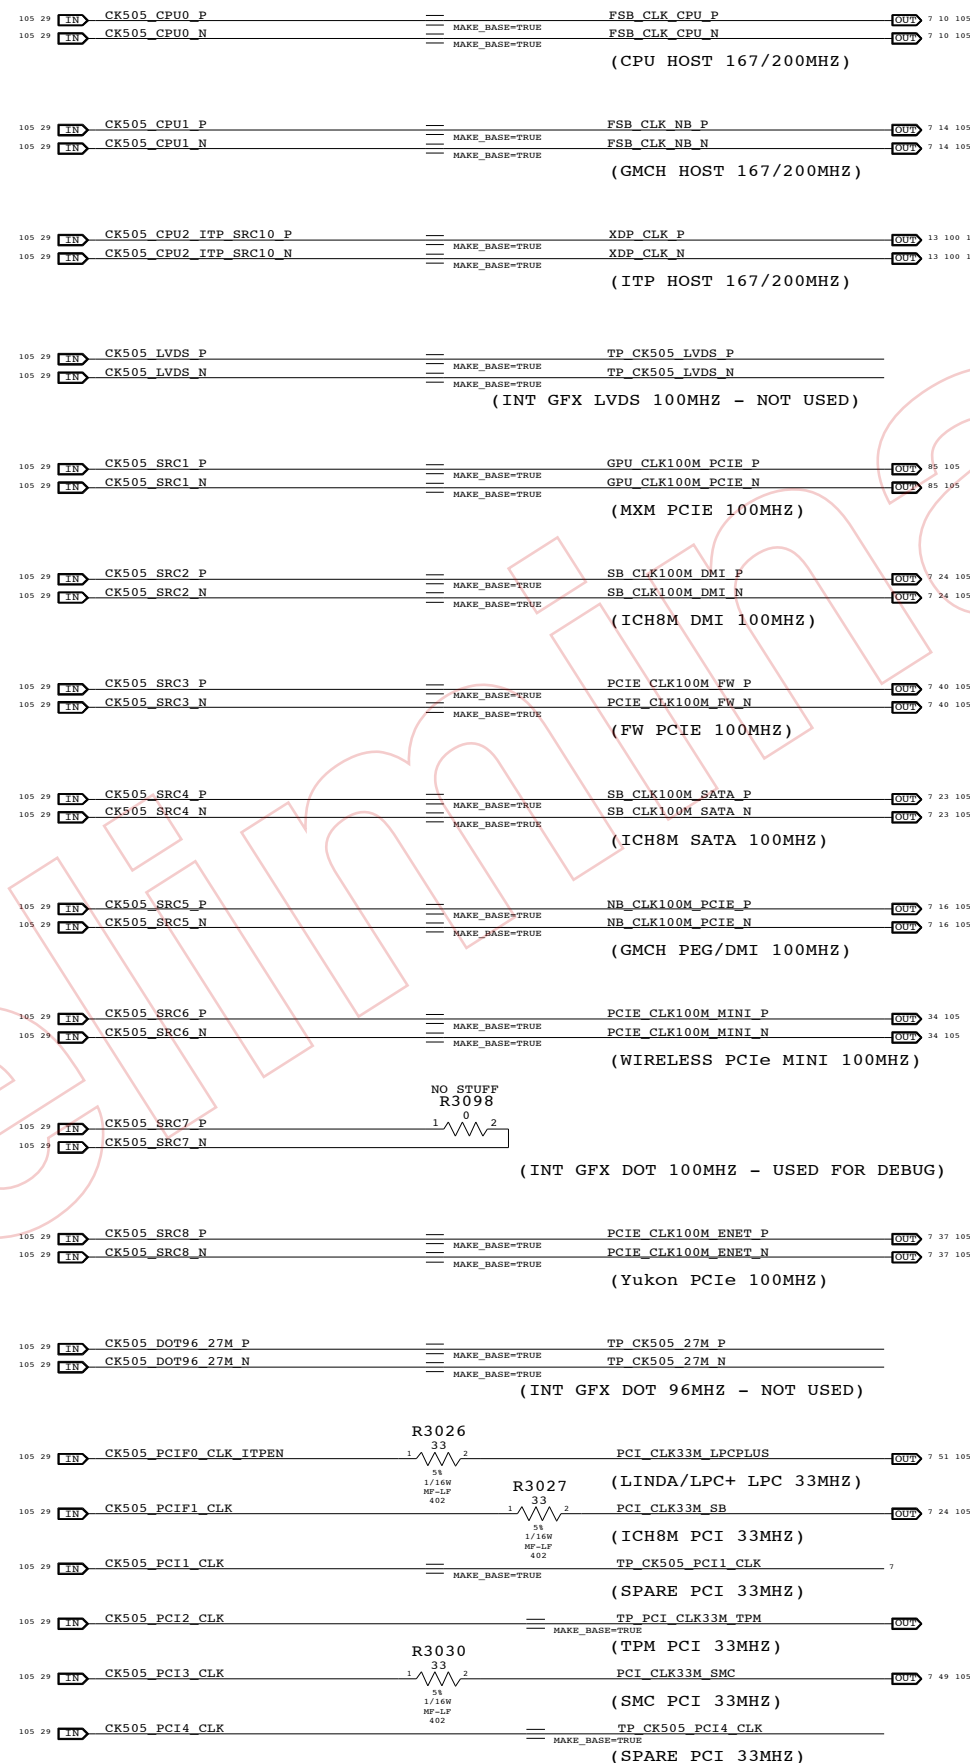 105 29 IN CK505_CPU0_P FSB_CLK_CPU_P OUT 7 10 105
MAKE_BASE=TRUE
105 29 IN CK505_CPU0_N FSB_CLK_CPU_N OUT 7 10 105
MAKE_BASE=TRUE
(CPU HOST 167/200MHZ)
105 29 IN CK505_CPU1_P FSB_CLK_NB_P OUT 7 14 105
MAKE_BASE=TRUE
105 29 IN CK505_CPU1_N FSB_CLK_NB_N OUT 7 14 105
MAKE_BASE=TRUE
(GMCH HOST 167/200MHZ)
105 29 IN CK505_CPU2_ITP_SRC10_P XDP_CLK_P OUT 13 100 1
MAKE_BASE=TRUE
105 29 IN CK505_CPU2_ITP_SRC10_N XDP_CLK_N OUT 13 100 1
MAKE_BASE=TRUE
(ITP HOST 167/200MHZ)
105 29 IN CK505_LVDS_P TP_CK505_LVDS_P
MAKE_BASE=TRUE
105 29 IN CK505_LVDS_N TP_CK505_LVDS_N
MAKE_BASE=TRUE
(INT GFX LVDS 100MHZ - NOT USED)
105 29 IN CK505_SRC1_P GPU_CLK100M_PCIE_P OUT 85 105
MAKE_BASE=TRUE
105 29 IN CK505_SRC1_N GPU_CLK100M_PCIE_N OUT 85 105
MAKE_BASE=TRUE
(MXM PCIE 100MHZ)
105 29 IN CK505_SRC2_P SB_CLK100M_DMI_P OUT 7 24 105
MAKE_BASE=TRUE
105 29 IN CK505_SRC2_N SB_CLK100M_DMI_N OUT 7 24 105
MAKE_BASE=TRUE
(ICH8M DMI 100MHZ)
105 29 IN CK505_SRC3_P PCIE_CLK100M_FW_P OUT 7 40 105
MAKE_BASE=TRUE
105 29 IN CK505_SRC3_N PCIE_CLK100M_FW_N OUT 7 40 105
MAKE_BASE=TRUE
(FW PCIE 100MHZ)
105 29 IN CK505_SRC4_P SB_CLK100M_SATA_P OUT 7 23 105
MAKE_BASE=TRUE
105 29 IN CK505_SRC4_N SB_CLK100M_SATA_N OUT 7 23 105
MAKE_BASE=TRUE
(ICH8M SATA 100MHZ)
105 29 IN CK505_SRC5_P NB_CLK100M_PCIE_P OUT 7 16 105
MAKE_BASE=TRUE
105 29 IN CK505_SRC5_N NB_CLK100M_PCIE_N OUT 7 16 105
MAKE_BASE=TRUE
(GMCH PEG/DMI 100MHZ)
105 29 IN CK505_SRC6_P PCIE_CLK100M_MINI_P OUT 34 105
MAKE_BASE=TRUE
105 29 IN CK505_SRC6_N PCIE_CLK100M_MINI_N OUT 34 105
MAKE_BASE=TRUE
(WIRELESS PCIe MINI 100MHZ)
NO STUFF
R3098
0
105 29 IN CK505_SRC7_P 1 2
105 29 IN CK505_SRC7_N
(INT GFX DOT 100MHZ - USED FOR DEBUG)
105 29 IN CK505_SRC8_P PCIE_CLK100M_ENET_P OUT 7 37 105
MAKE_BASE=TRUE
105 29 IN CK505_SRC8_N PCIE_CLK100M_ENET_N OUT 7 37 105
MAKE_BASE=TRUE
(Yukon PCIe 100MHZ)
105 29 IN CK505_DOT96_27M_P TP_CK505_27M_P
MAKE_BASE=TRUE
105 29 IN CK505_DOT96_27M_N TP_CK505_27M_N
MAKE_BASE=TRUE
(INT GFX DOT 96MHZ - NOT USED)
R3026
33
105 29 IN CK505_PCIF0_CLK_ITPEN 1 2 PCI_CLK33M_LPCPLUS OUT 7 51 105
5%
1/16W
MF-LF
402
(LINDA/LPC+ LPC 33MHZ)
R3027
33
105 29 IN CK505_PCIF1_CLK 1 2 PCI_CLK33M_SB OUT 7 24 105
5%
1/16W
MF-LF
402
(ICH8M PCI 33MHZ)
105 29 IN CK505_PCI1_CLK TP_CK505_PCI1_CLK 7
MAKE_BASE=TRUE
(SPARE PCI 33MHZ)
105 29 IN CK505_PCI2_CLK TP_PCI_CLK33M_TPM OUT
MAKE_BASE=TRUE
(TPM PCI 33MHZ)
R3030
33
105 29 IN CK505_PCI3_CLK 1 2 PCI_CLK33M_SMC OUT 7 49 105
5%
1/16W
MF-LF
402
(SMC PCI 33MHZ)
105 29 IN CK505_PCI4_CLK TP_CK505_PCI4_CLK
MAKE_BASE=TRUE
(SPARE PCI 33MHZ)
elimina